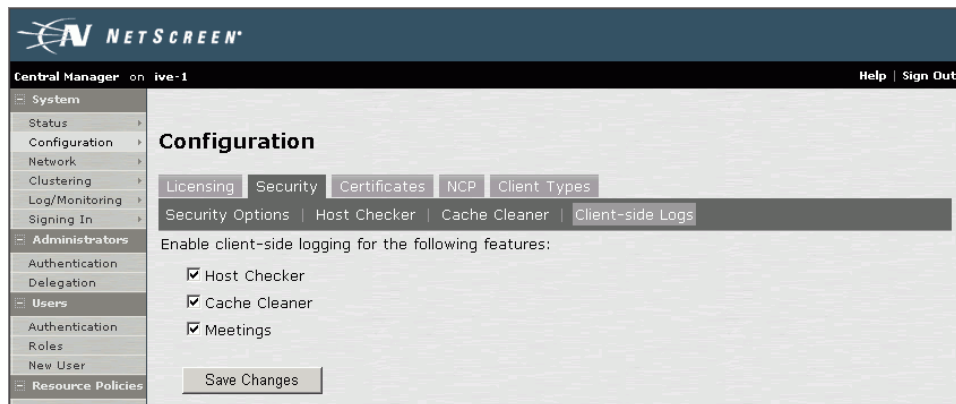 NETSCREEN
Central Manager on ive-1
Help | Sign Out
System
Status
Configuration
Network
Clustering
Log/Monitoring
Signing In
Administrators
Authentication
Delegation
Users
Authentication
Roles
New User
Resource Policies
Configuration
Licensing Security Certificates NCP Client Types
Security Options | Host Checker | Cache Cleaner | Client-side Logs
Enable client-side logging for the following features:
Host Checker
Cache Cleaner
Meetings
Save Changes